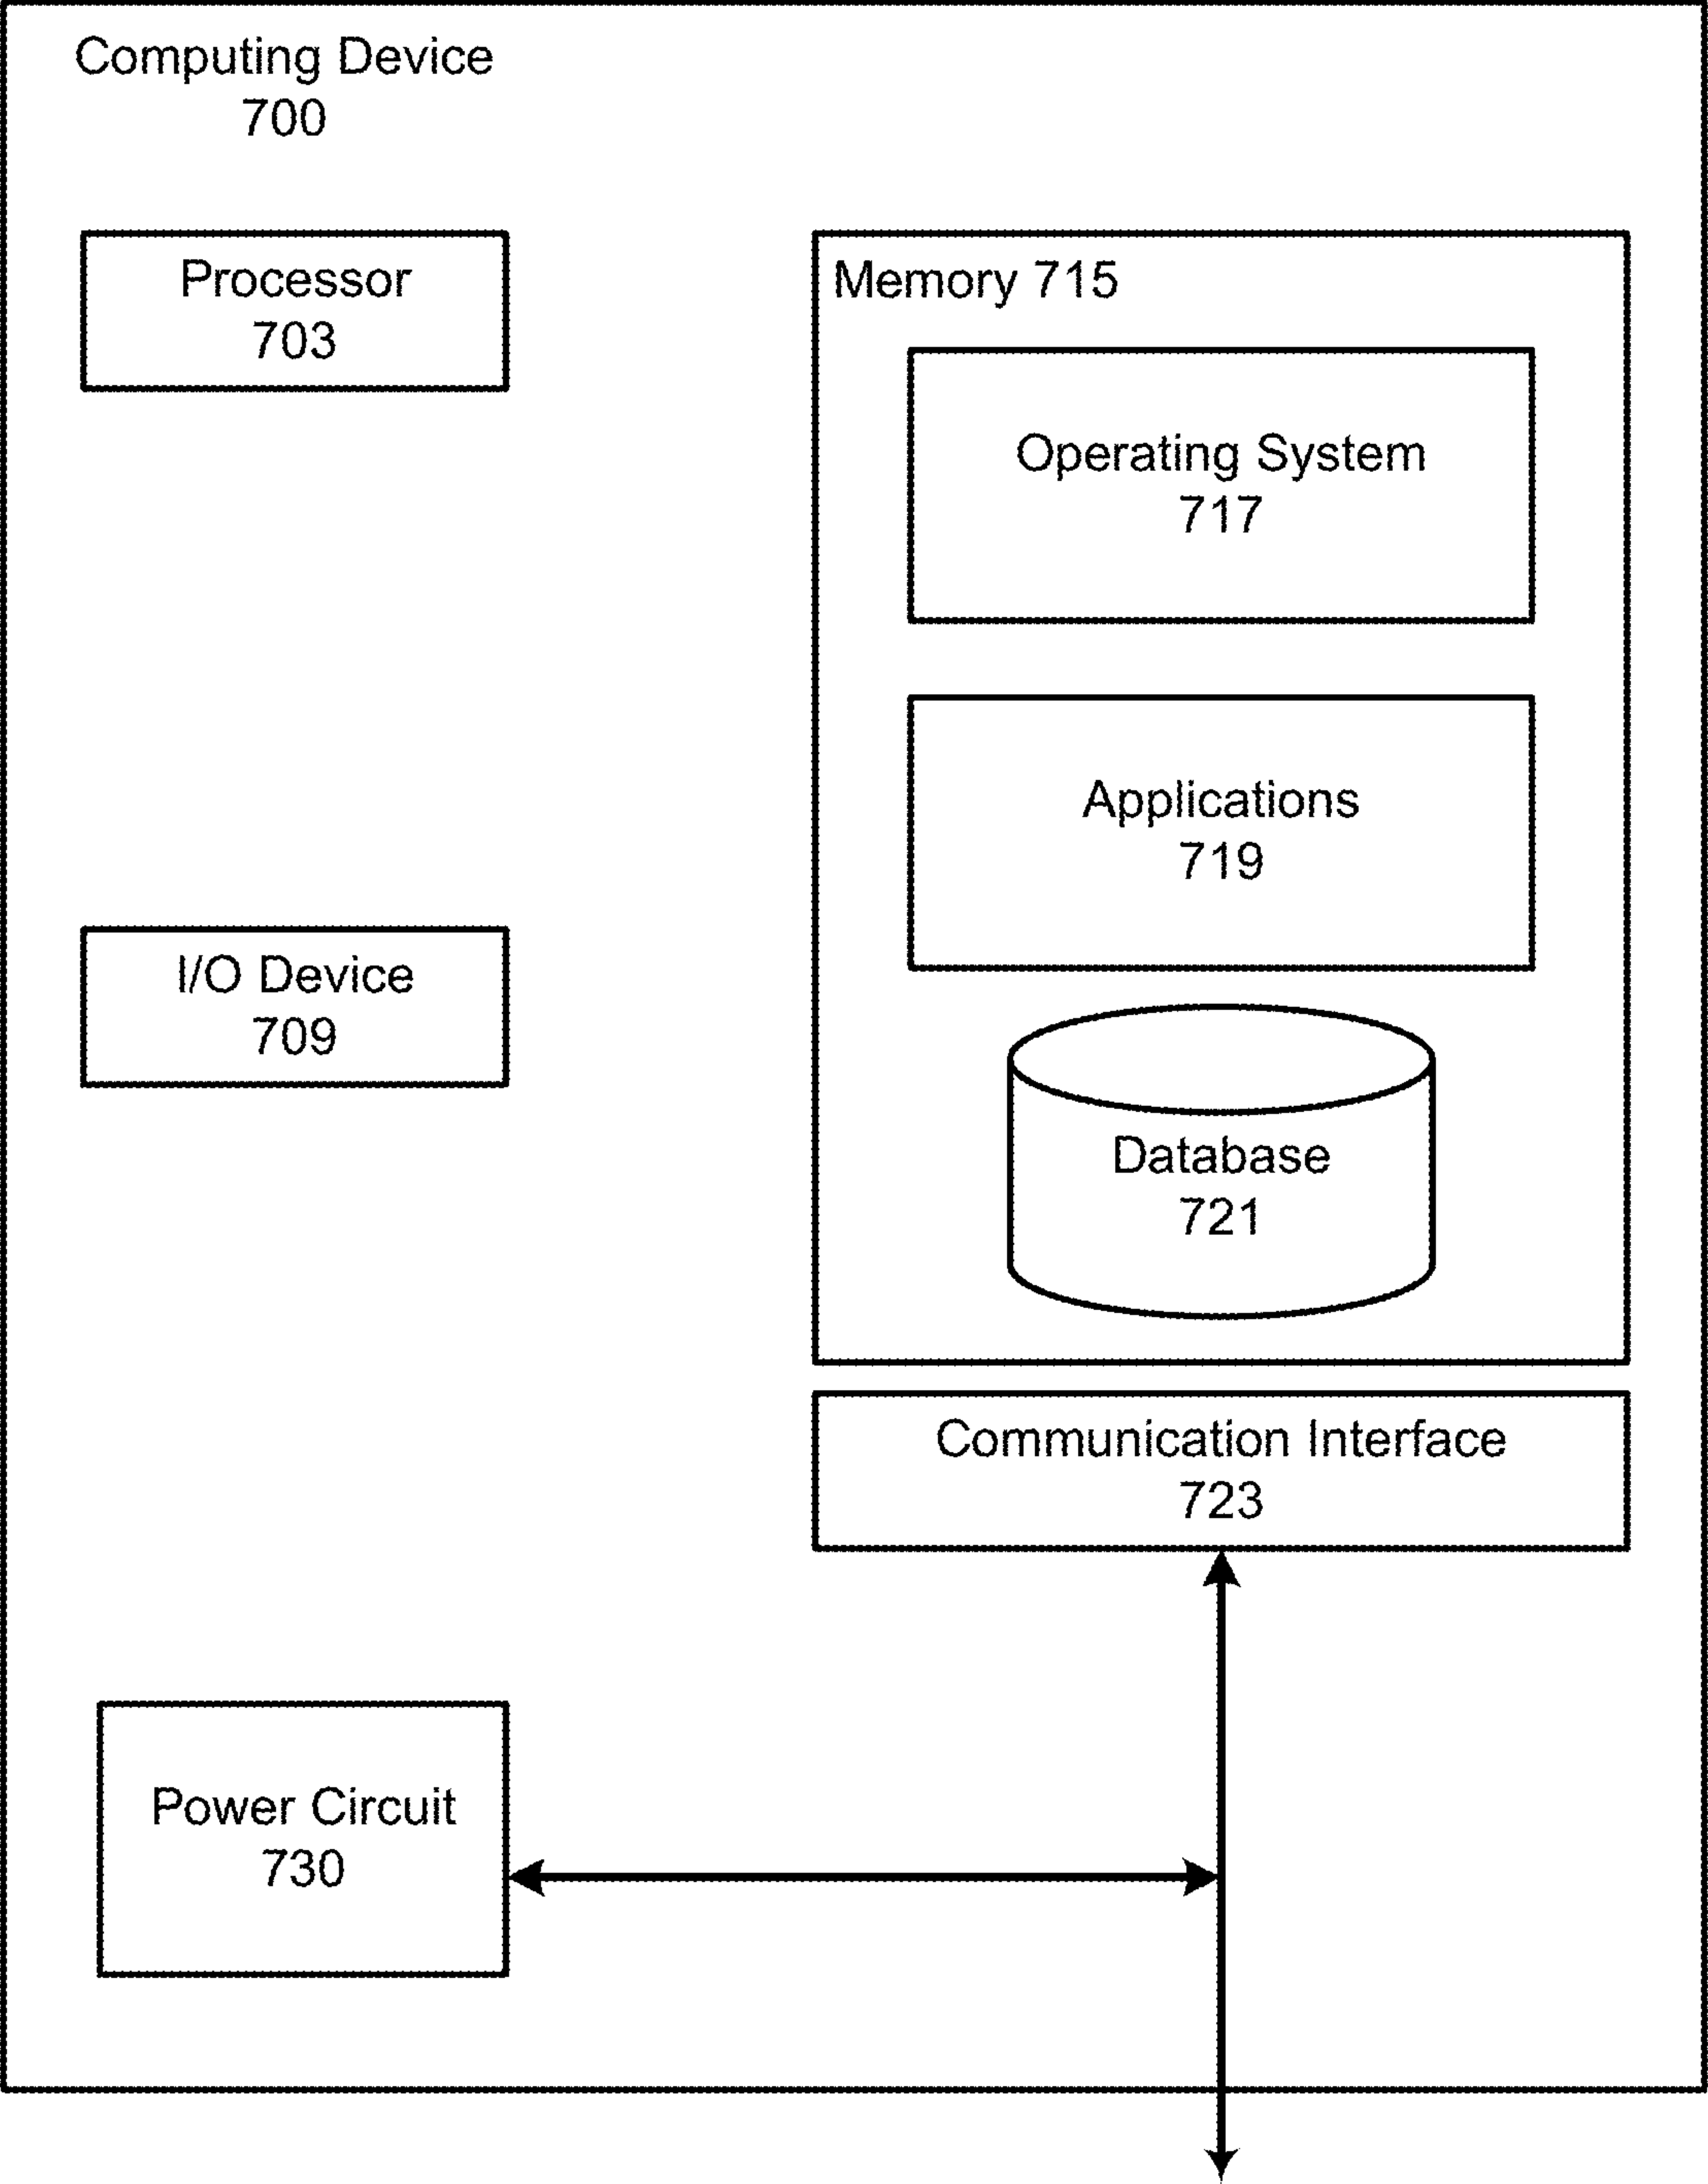 Computing Device
700
Processor
703
Memory 715
Operating System
717
Applications
719
I/O Device
709
Database
721
Communication Interface
723
Power Circuit
730